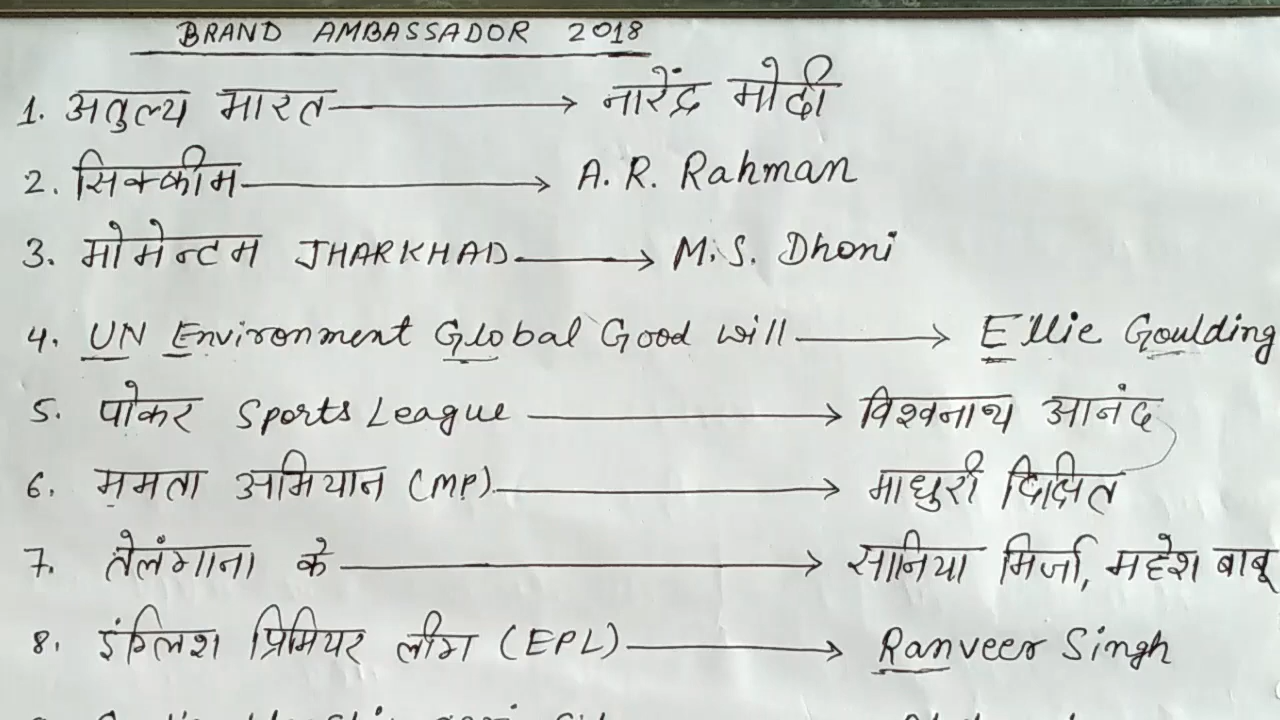 BRAND AMBASSADOR 2018
1. अतुल्य भारत → नारेंद्र मोदी
2. सिक्कीम → A. R. Rahman
3. मोमेन्टम JHARKHAD → M.S. Dhoni
4. UN Environment Global Good will → Ellie Goulding
5. पोकर Sports League → विश्वनाथ आनंद
6. ममता अभियान (MP) → माधुरी दिक्षित
7. तेलंगाना के → सानिया मिर्जा, महेश बाबू
8. इंग्लिश प्रिमियर लीग (EPL) → Ranveer Singh